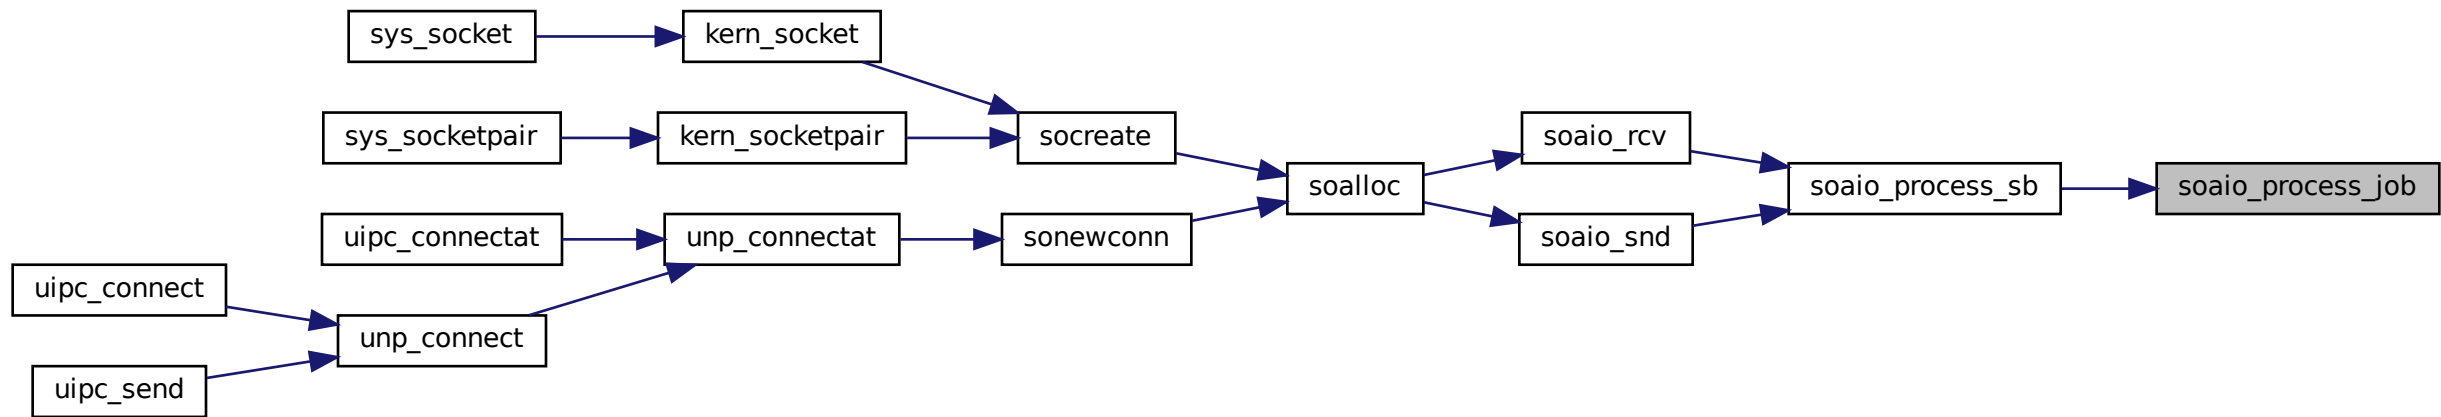 sys_socket
kern_socket
sys_socketpair
kern_socketpair
socreate
soaio_rcv
soalloc
soaio_process_sb
soaio_process_job
uipc_connectat
unp_connectat
sonewconn
soaio_snd
uipc_connect
unp_connect
uipc_send